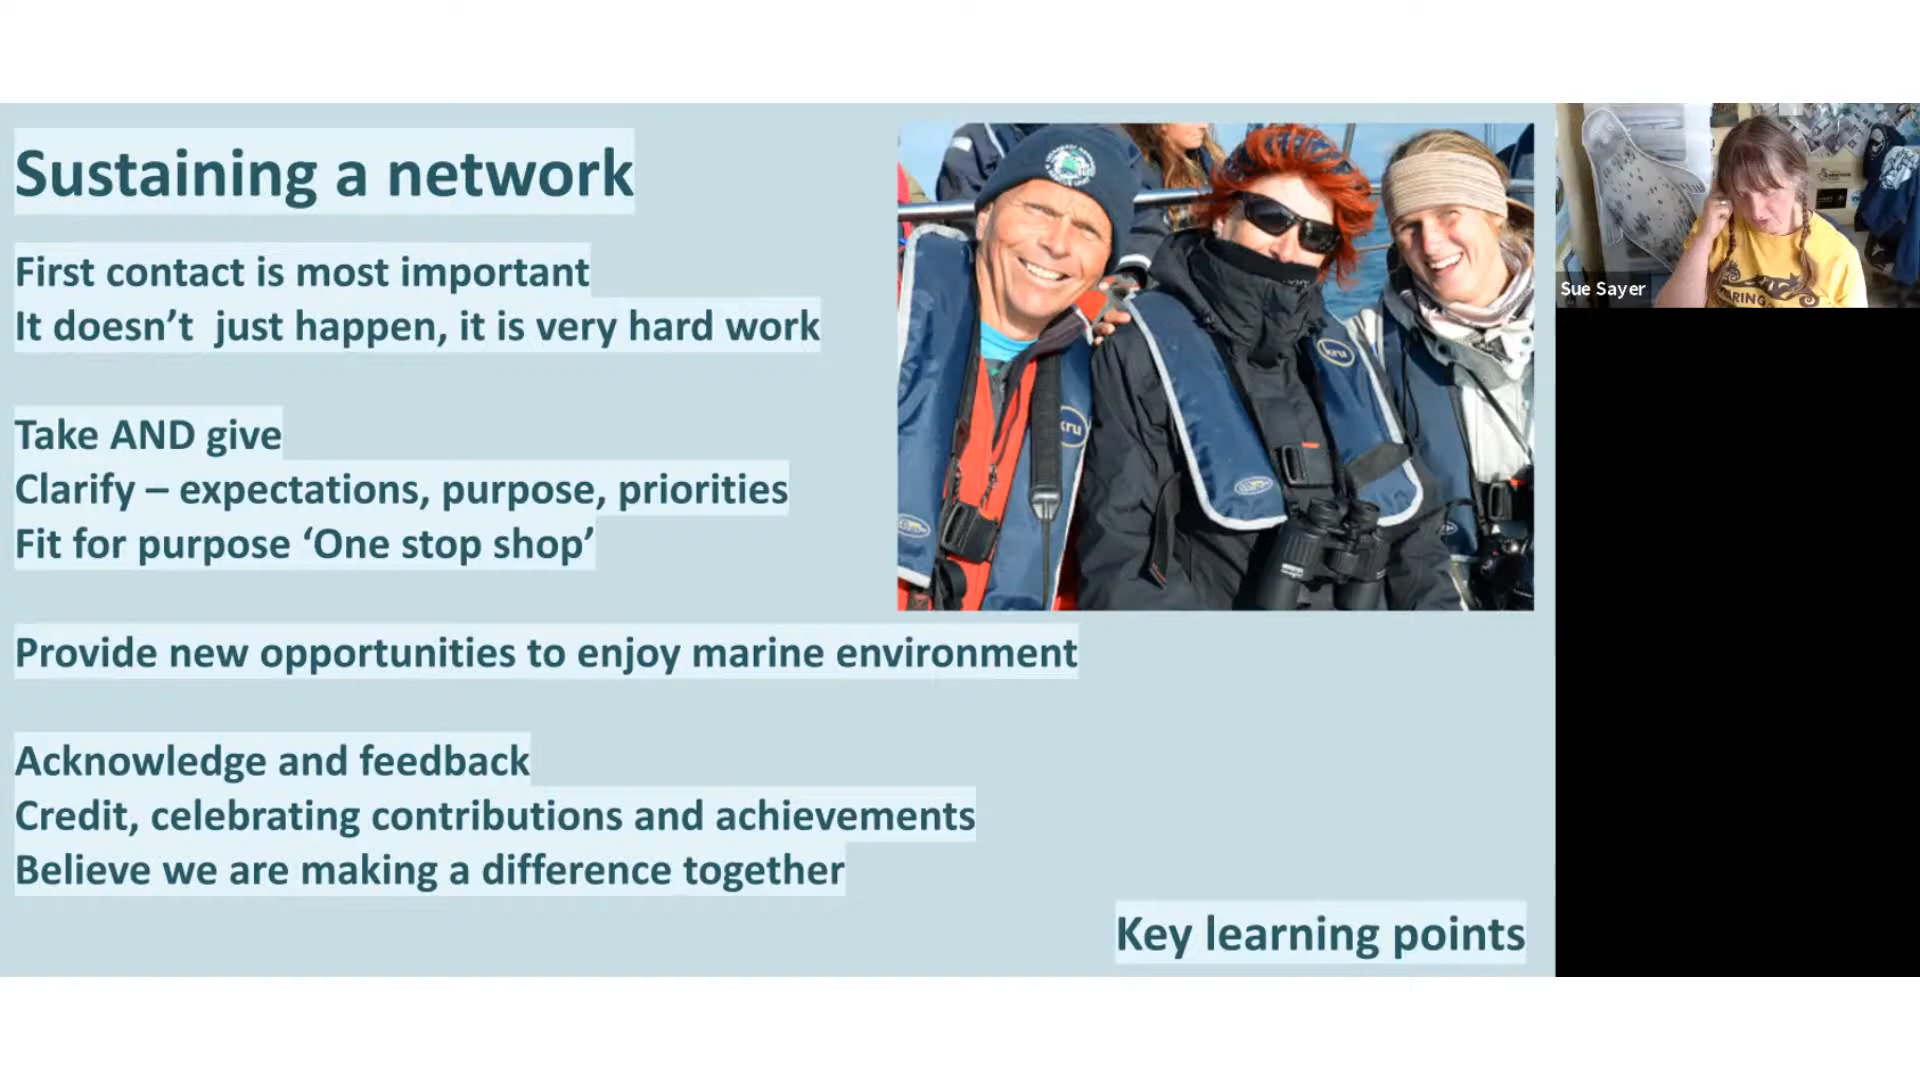 Sustaining a network
First contact is most important
It doesn’t  just happen, it is very hard work
Take AND give
Clarify – expectations, purpose, priorities
Fit for purpose ‘One stop shop’
Provide new opportunities to enjoy marine environment
Acknowledge and feedback
Credit, celebrating contributions and achievements
Believe we are making a difference together
Key learning points
Sue Sayer
kru
kru